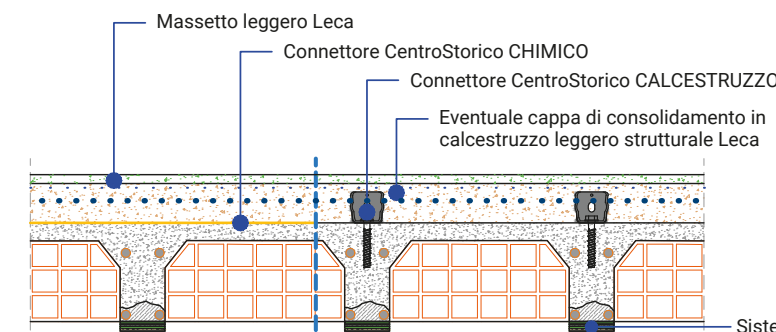 Massetto leggero Leca
Connettore CentroStorico CHIMICO
Connettore CentroStorico CALCESTRUZZO
Eventuale cappa di consolidamento in
calcestruzzo leggero strutturale Leca